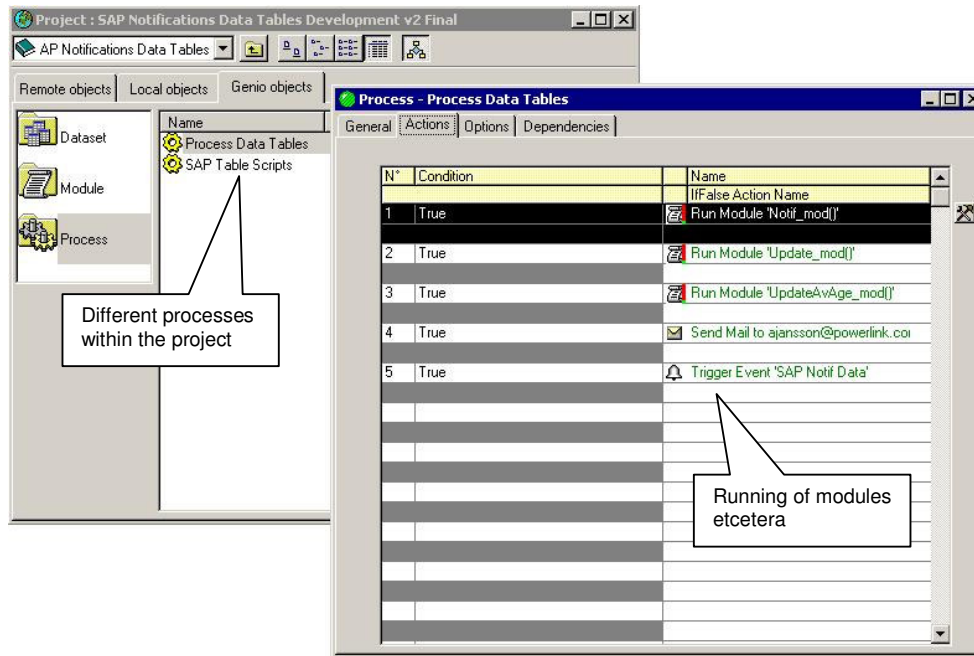 Project : SAP Notifications Data Tables Development v2 Final
AP Notifications Data Tables
Remote objects
Local objects
Genio objects
Dataset
Module
Process
Name
Process Data Tables
SAP Table Scripts
Different processes
within the project
Process - Process Data Tables
General
Actions
Options
Dependencies
N° Condition Name
IfFalse Action Name
1 True Run Module 'Notif_mod()'
2 True Run Module 'Update_mod()'
3 True Run Module 'UpdateAvAge_mod()'
4 True Send Mail to ajansson@powerlink.com
5 True Trigger Event 'SAP Notif Data'
Running of modules
etcetera